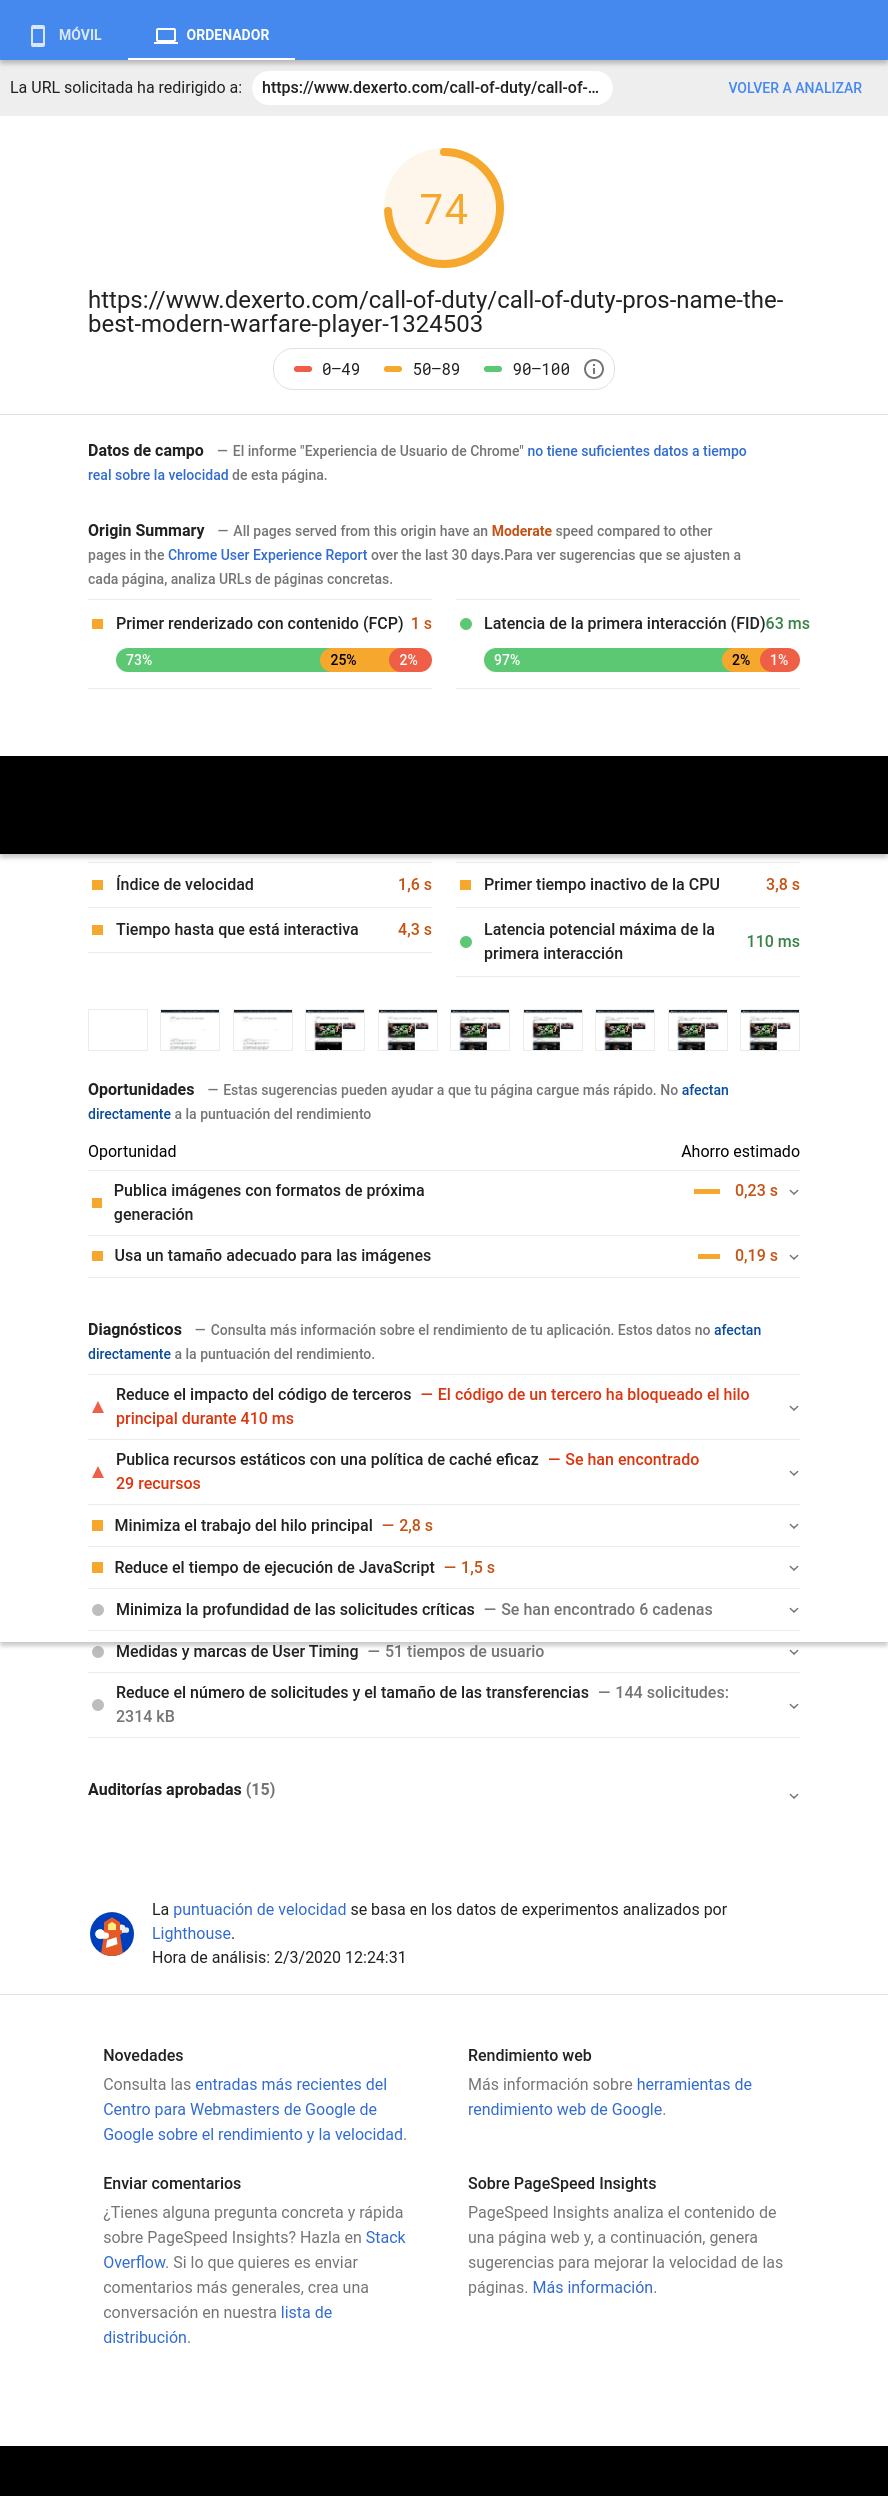 MÓVIL
ORDENADOR
La URL solicitada ha redirigido a:
https://www.dexerto.com/call-of-duty/call-of-...
VOLVER A ANALIZAR
74
https://www.dexerto.com/call-of-duty/call-of-duty-pros-name-the-
best-modern-warfare-player-1324503
0–49
50–89
90–100
Datos de campo — El informe "Experiencia de Usuario de Chrome" no tiene suficientes datos a tiempo
real sobre la velocidad de esta página.
Origin Summary — All pages served from this origin have an Moderate speed compared to other
pages in the Chrome User Experience Report over the last 30 days.Para ver sugerencias que se ajusten a
cada página, analiza URLs de páginas concretas.
Primer renderizado con contenido (FCP) 1 s
73% 25% 2%
Latencia de la primera interacción (FID)63 ms
97% 2% 1%
Índice de velocidad 1,6 s
Primer tiempo inactivo de la CPU 3,8 s
Tiempo hasta que está interactiva 4,3 s
Latencia potencial máxima de la
primera interacción
110 ms
Oportunidades — Estas sugerencias pueden ayudar a que tu página cargue más rápido. No afectan
directamente a la puntuación del rendimiento
Oportunidad Ahorro estimado
Publica imágenes con formatos de próxima
generación
0,23 s
Usa un tamaño adecuado para las imágenes 0,19 s
Diagnósticos — Consulta más información sobre el rendimiento de tu aplicación. Estos datos no afectan
directamente a la puntuación del rendimiento.
Reduce el impacto del código de terceros — El código de un tercero ha bloqueado el hilo
principal durante 410 ms
Publica recursos estáticos con una política de caché eficaz — Se han encontrado
29 recursos
Minimiza el trabajo del hilo principal — 2,8 s
Reduce el tiempo de ejecución de JavaScript — 1,5 s
Minimiza la profundidad de las solicitudes críticas — Se han encontrado 6 cadenas
Medidas y marcas de User Timing — 51 tiempos de usuario
Reduce el número de solicitudes y el tamaño de las transferencias — 144 solicitudes:
2314 kB
Auditorías aprobadas (15)
La puntuación de velocidad se basa en los datos de experimentos analizados por
Lighthouse.
Hora de análisis: 2/3/2020 12:24:31
Novedades
Consulta las entradas más recientes del
Centro para Webmasters de Google de
Google sobre el rendimiento y la velocidad.
Rendimiento web
Más información sobre herramientas de
rendimiento web de Google.
Enviar comentarios
¿Tienes alguna pregunta concreta y rápida
sobre PageSpeed Insights? Hazla en Stack
Overflow. Si lo que quieres es enviar
comentarios más generales, crea una
conversación en nuestra lista de
distribución.
Sobre PageSpeed Insights
PageSpeed Insights analiza el contenido de
una página web y, a continuación, genera
sugerencias para mejorar la velocidad de las
páginas. Más información.